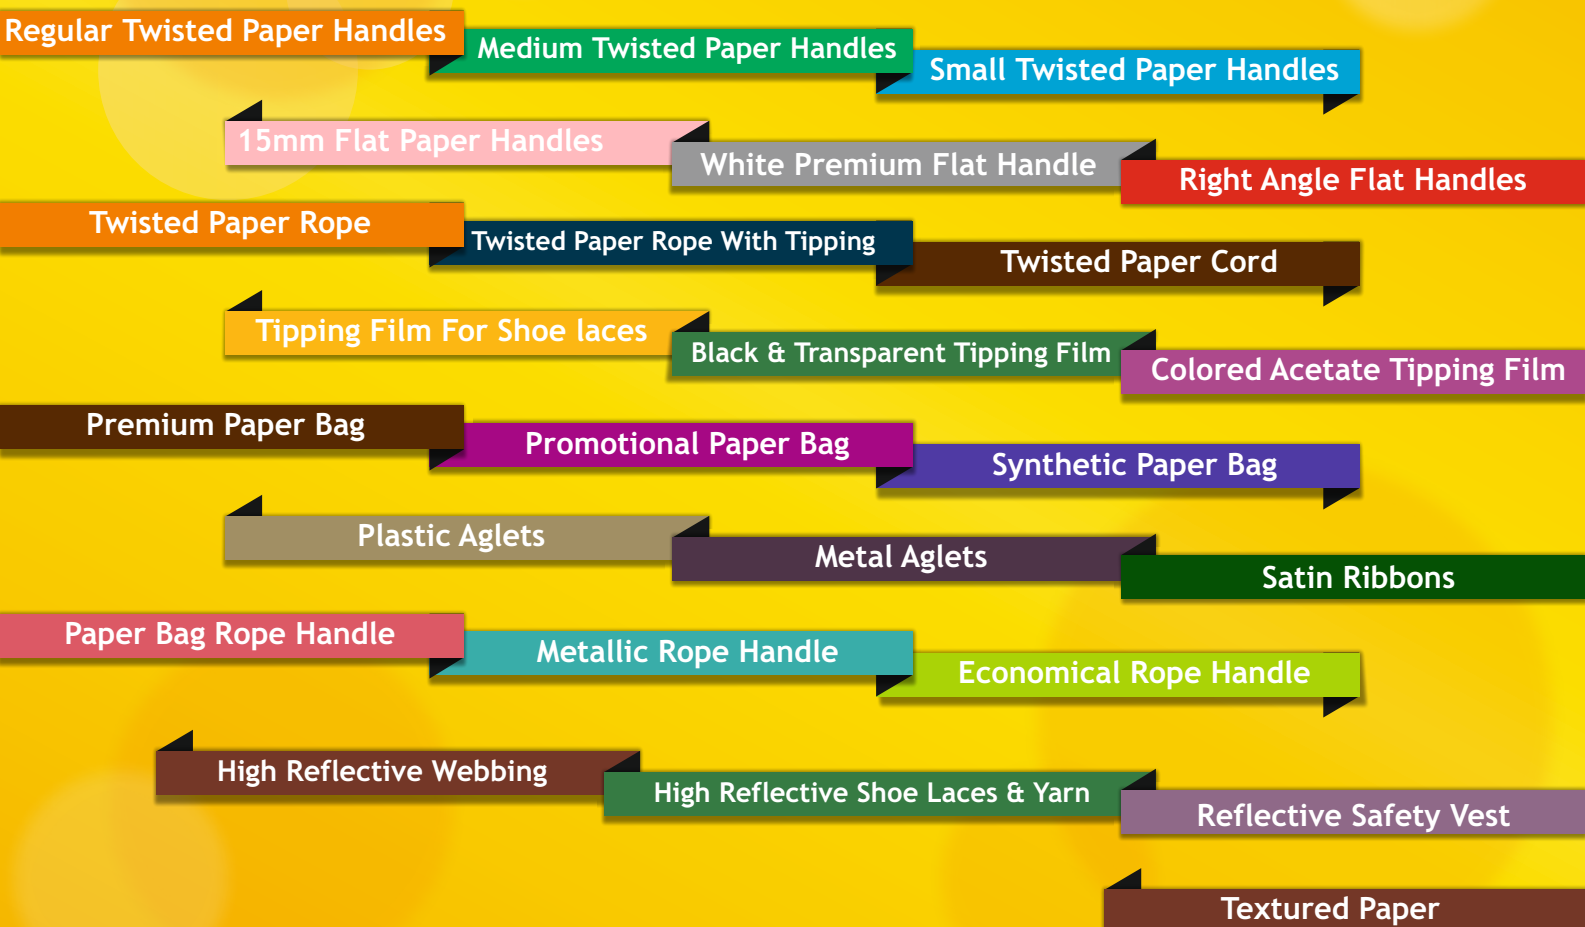 Regular Twisted Paper Handles
Medium Twisted Paper Handles
Small Twisted Paper Handles
15mm Flat Paper Handles
White Premium Flat Handle
Right Angle Flat Handles
Twisted Paper Rope
Twisted Paper Rope With Tipping
Twisted Paper Cord
Tipping Film For Shoe laces
Black & Transparent Tipping Film
Colored Acetate Tipping Film
Premium Paper Bag
Promotional Paper Bag
Synthetic Paper Bag
Plastic Aglets
Metal Aglets
Satin Ribbons
Paper Bag Rope Handle
Metallic Rope Handle
Economical Rope Handle
High Reflective Webbing
High Reflective Shoe Laces & Yarn
Reflective Safety Vest
Textured Paper